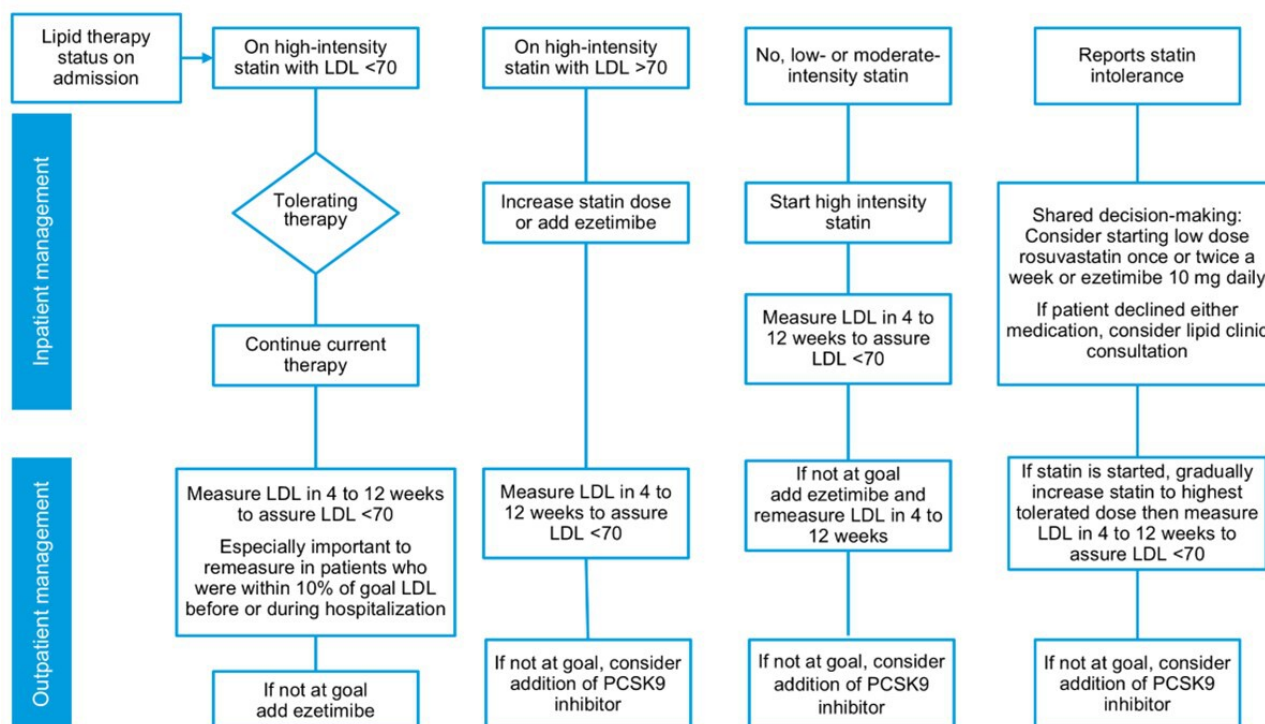 Lipid therapy
status on
admission
On high-intensity
statin with LDL <70
On high-intensity
statin with LDL >70
No, low- or moderate-
intensity statin
Reports statin
intolerance
Inpatient management
Tolerating
therapy
Continue current
therapy
Increase statin dose
or add ezetimibe
Start high intensity
statin
Measure LDL in 4 to
12 weeks to assure
LDL <70
Shared decision-making:
Consider starting low dose
rosuvastatin once or twice a
week or ezetimibe 10 mg daily
If patient declined either
medication, consider lipid clinic
consultation
Outpatient management
Measure LDL in 4 to 12 weeks
to assure LDL <70
Especially important to
remeasure in patients who
were within 10% of goal LDL
before or during hospitalization
If not at goal
add ezetimibe
Measure LDL in 4 to
12 weeks to assure
LDL <70
If not at goal, consider
addition of PCSK9
inhibitor
If not at goal
add ezetimibe and
remeasure LDL in 4 to
12 weeks
If not at goal, consider
addition of PCSK9
inhibitor
If statin is started, gradually
increase statin to highest
tolerated dose then measure
LDL in 4 to 12 weeks to
assure LDL <70
If not at goal, consider
addition of PCSK9
inhibitor